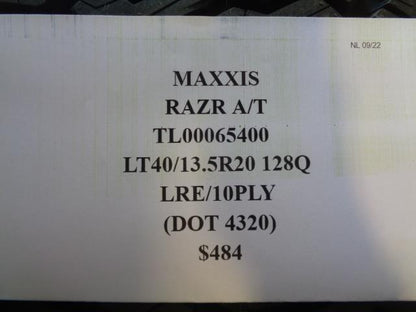 NL 09/22
MAXXIS
RAZR A/T
TL00065400
LT40/13.5R20 128Q
LRE/10PLY
(DOT 4320)
$484